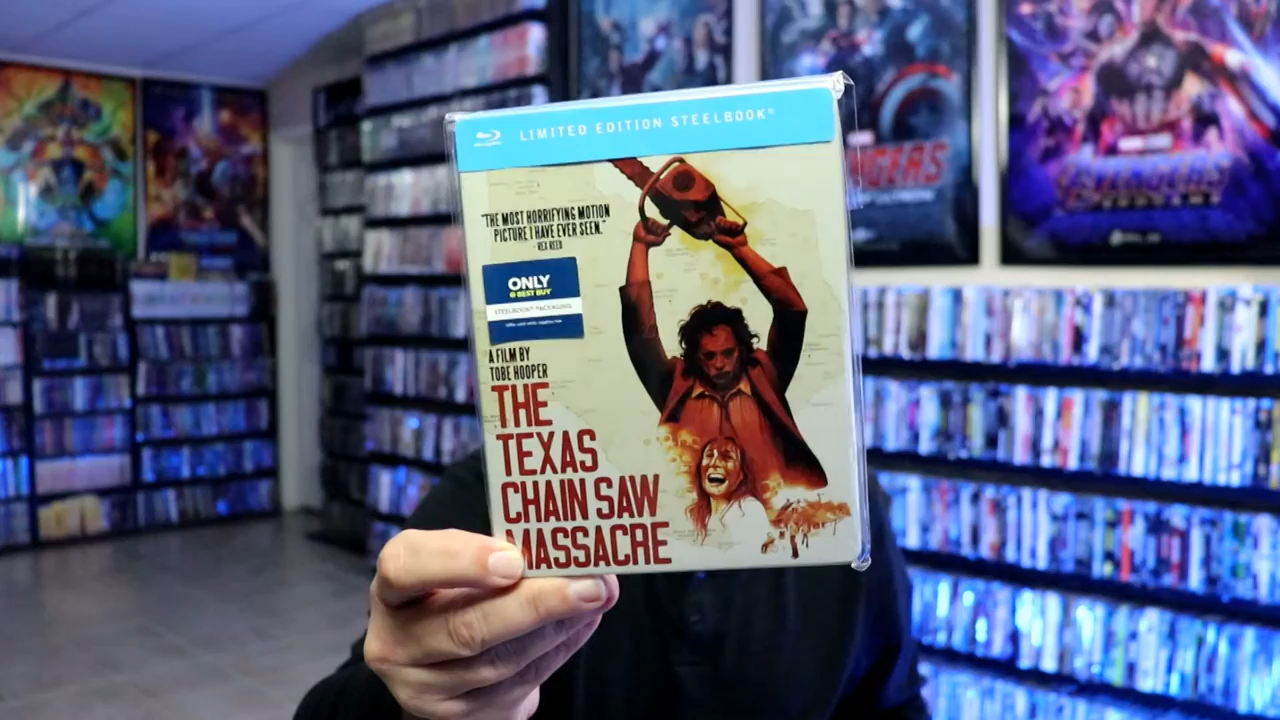 LIMITED EDITION STEELBOOK®
"THE MOST HORRIFYING MOTION
PICTURE I HAVE EVER SEEN."
- REX REED
ONLY
@ BEST BUY
STEELBOOK® PACKAGING
A FILM BY
TOBE HOOPER
THE
TEXAS
CHAIN SAW
MASSACRE
AVENGERS